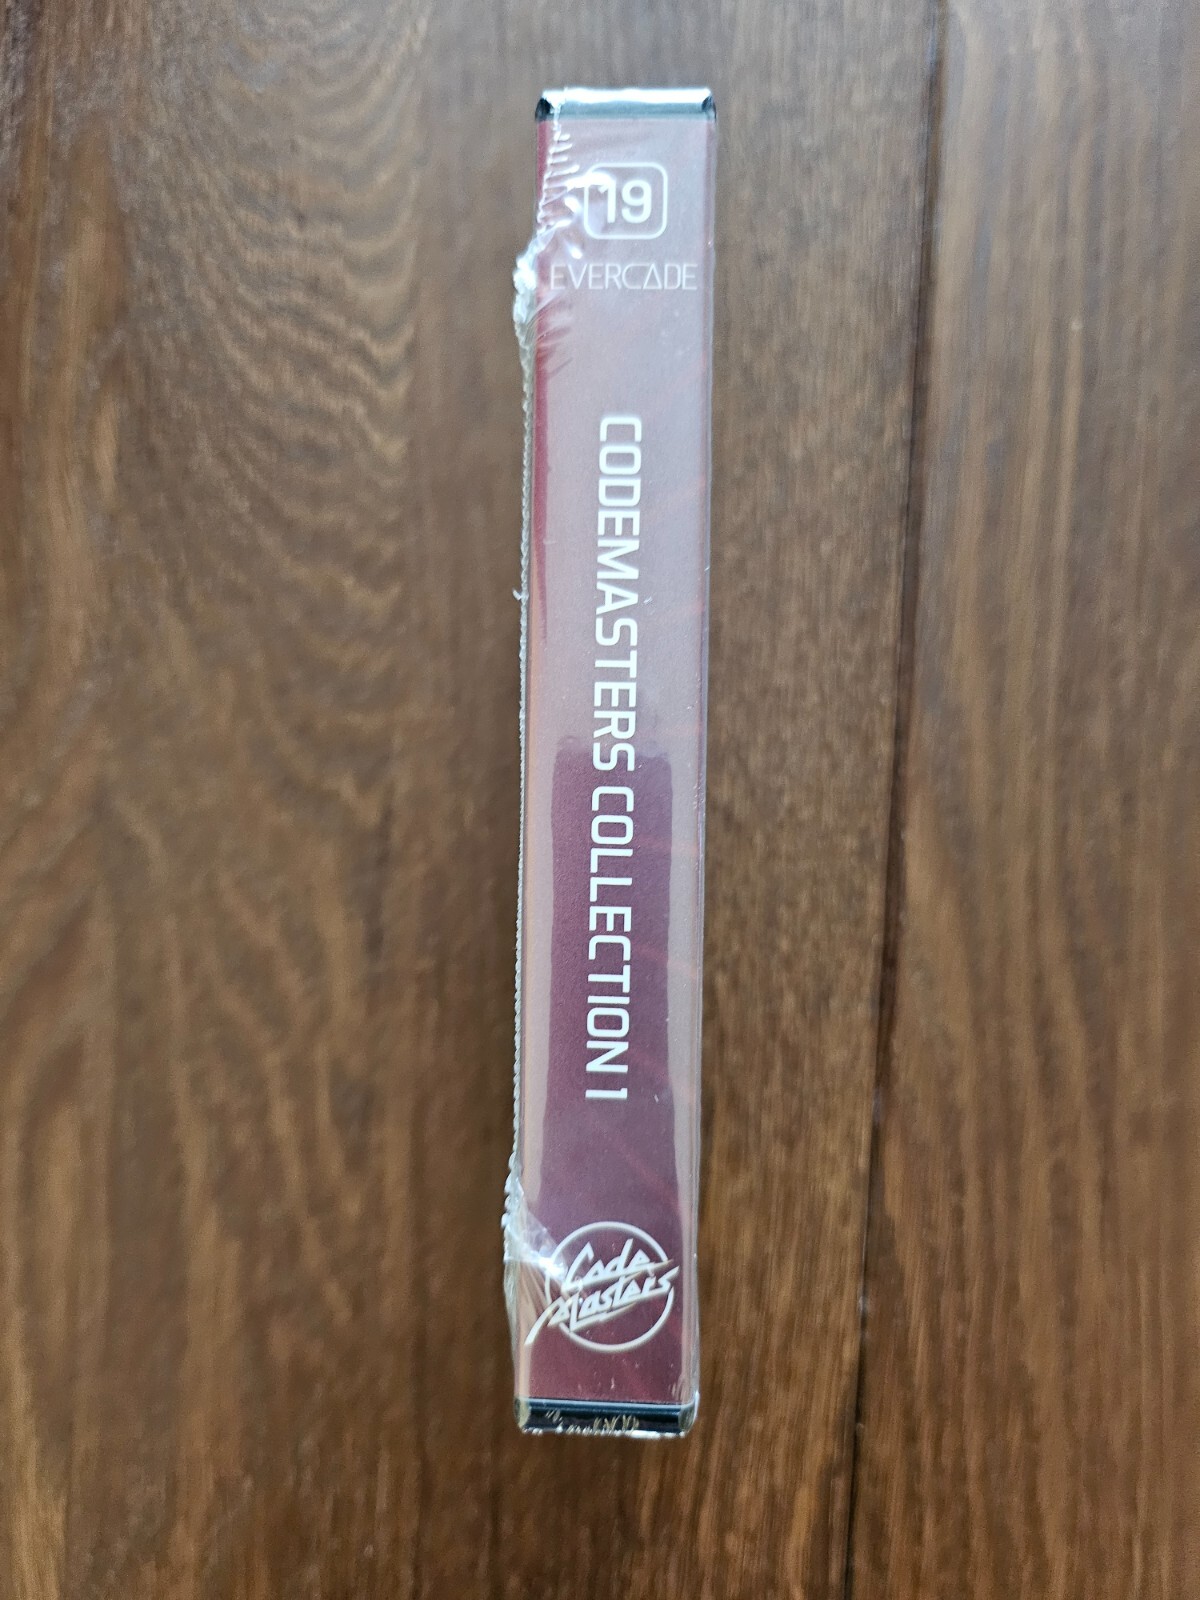 19
EVERCADE
CODEMASTERS COLLECTION 1
Code
Masters